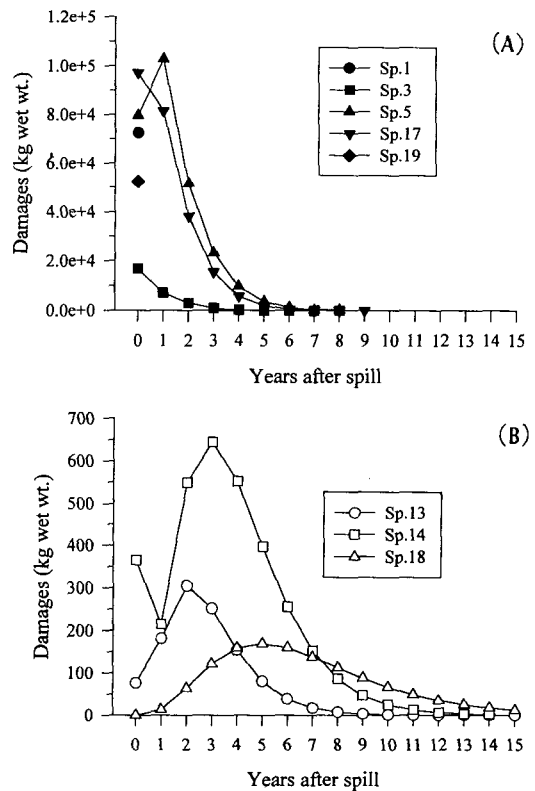 (A)
1.2e+5
1.0e+5
8.0e+4
6.0e+4
4.0e+4
2.0e+4
0.0e+0
Damages (kg wet wt.)
Sp.1
Sp.3
Sp.5
Sp.17
Sp.19
0 1 2 3 4 5 6 7 8 9 10 11 12 13 14 15
Years after spill
(B)
700
600
500
400
300
200
100
0
Damages (kg wet wt.)
Sp.13
Sp.14
Sp.18
0 1 2 3 4 5 6 7 8 9 10 11 12 13 14 15
Years after spill